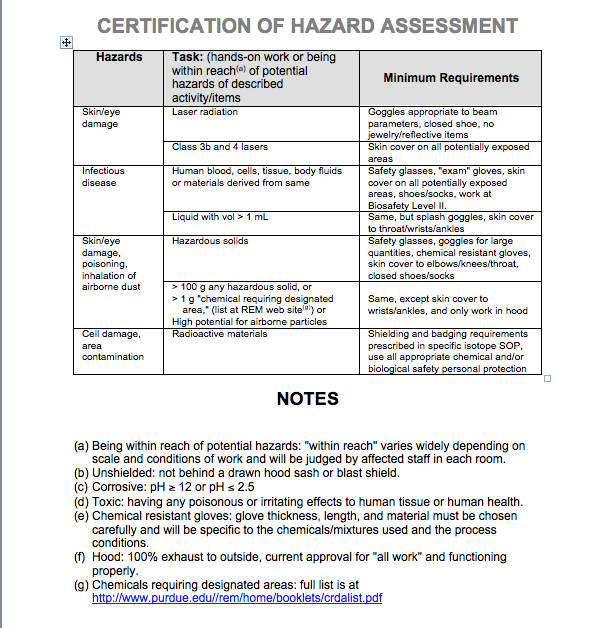 CERTIFICATION OF HAZARD ASSESSMENT
Hazards
Task: (hands-on work or being
within reach(a) of potential
hazards of described
activity/items
Minimum Requirements
Skin/eye
damage
Laser radiation
Goggles appropriate to beam
parameters, closed shoe, no
jewelry/reflective items
Class 3b and 4 lasers
Skin cover on all potentially exposed
areas
Infectious
disease
Human blood, cells, tissue, body fluids
or materials derived from same
Safety glasses, "exam" gloves, skin
cover on all potentially exposed
areas, shoes/socks, work at
Biosafety Level II.
Liquid with vol > 1 mL
Same, but splash goggles, skin cover
to throat/wrists/ankles
Skin/eye
damage,
poisoning,
inhalation of
airborne dust
Hazardous solids
Safety glasses, goggles for large
quantities, chemical resistant gloves,
skin cover to elbows/knees/throat,
closed shoes/socks
> 100 g any hazardous solid, or
> 1 g "chemical requiring designated
area," (list at REM web site(g)) or
High potential for airborne particles
Same, except skin cover to
wrists/ankles, and only work in hood
Cell damage,
area
contamination
Radioactive materials
Shielding and badging requirements
prescribed in specific isotope SOP,
use all appropriate chemical and/or
biological safety personal protection
NOTES
(a) Being within reach of potential hazards: "within reach" varies widely depending on
scale and conditions of work and will be judged by affected staff in each room.
(b) Unshielded: not behind a drawn hood sash or blast shield.
(c) Corrosive: pH ≥ 12 or pH ≤ 2.5
(d) Toxic: having any poisonous or irritating effects to human tissue or human health.
(e) Chemical resistant gloves: glove thickness, length, and material must be chosen
carefully and will be specific to the chemicals/mixtures used and the process
conditions.
(f) Hood: 100% exhaust to outside, current approval for "all work" and functioning
properly.
(g) Chemicals requiring designated areas: full list is at
http://www.purdue.edu//rem/home/booklets/crdalist.pdf